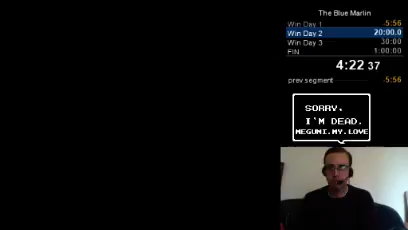 The Blue Marlin
Win Day 1 -5:56
Win Day 2 20:00.0
Win Day 3 30:00
FIN 1:00:00
4:22 37
prev segment -5:56
SORRY.
I'M DEAD.
MEGUMI.MY.LOVE